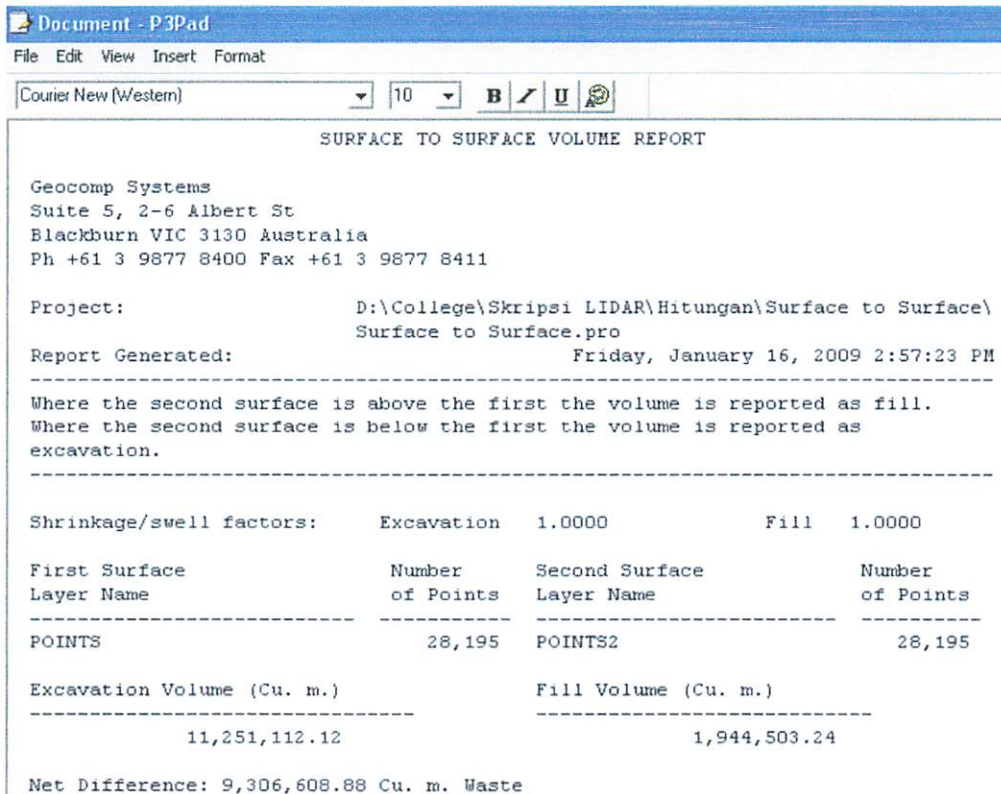 Document - P3Pad
File Edit View Insert Format
Courier New (Western) 10 B I U
SURFACE TO SURFACE VOLUME REPORT
Geocomp Systems
Suite 5, 2-6 Albert St
Blackburn VIC 3130 Australia
Ph +61 3 9877 8400 Fax +61 3 9877 8411
Project: D:\College\Skripsi LIDAR\Hitungan\Surface to Surface\
Surface to Surface.pro
Report Generated: Friday, January 16, 2009 2:57:23 PM
Where the second surface is above the first the volume is reported as fill.
Where the second surface is below the first the volume is reported as
excavation.
Shrinkage/swell factors: Excavation 1.0000 Fill 1.0000
First Surface Number Second Surface Number
Layer Name of Points Layer Name of Points
POINTS 28,195 POINTS2 28,195
Excavation Volume (Cu. m.) Fill Volume (Cu. m.)
11,251,112.12 1,944,503.24
Net Difference: 9,306,608.88 Cu. m. Waste